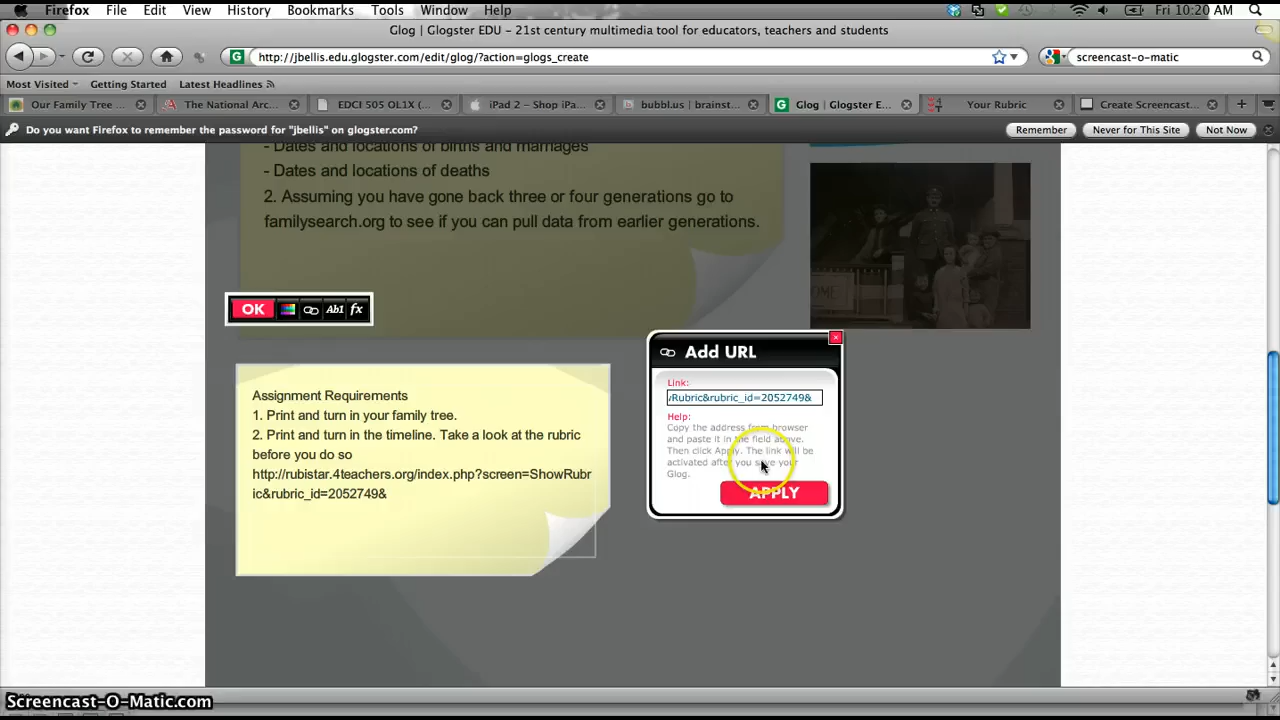 Firefox File Edit View History Bookmarks Tools Window Help Fri 10:20 AM
Glog | Glogster EDU - 21st century multimedia tool for educators, teachers and students
http://jbellis.edu.glogster.com/edit/glog/?action=glogs_create screencast-o-matic
Most Visited Getting Started Latest Headlines
Our Family Tree ... The National Arc... EDCI 505 OL1X (... iPad 2 – Shop iPa... bubbl.us | brainst... Glog | Glogster E... Your Rubric Create Screencast...
Do you want Firefox to remember the password for "jbellis" on glogster.com? Remember Never for This Site Not Now
- Dates and locations of births and marriages
- Dates and locations of deaths
2. Assuming you have gone back three or four generations go to
familysearch.org to see if you can pull data from earlier generations.
OK Ab1 fx
Add URL
Link:
/Rubric&rubric_id=2052749&
Help:
Copy the address from browser
and paste it in the field above.
Then click Apply. The link will be
activated after you save your
Glog.
APPLY
Assignment Requirements
1. Print and turn in your family tree.
2. Print and turn in the timeline. Take a look at the rubric
before you do so
http://rubistar.4teachers.org/index.php?screen=ShowRubr
ic&rubric_id=2052749&
Screencast-O-Matic.com